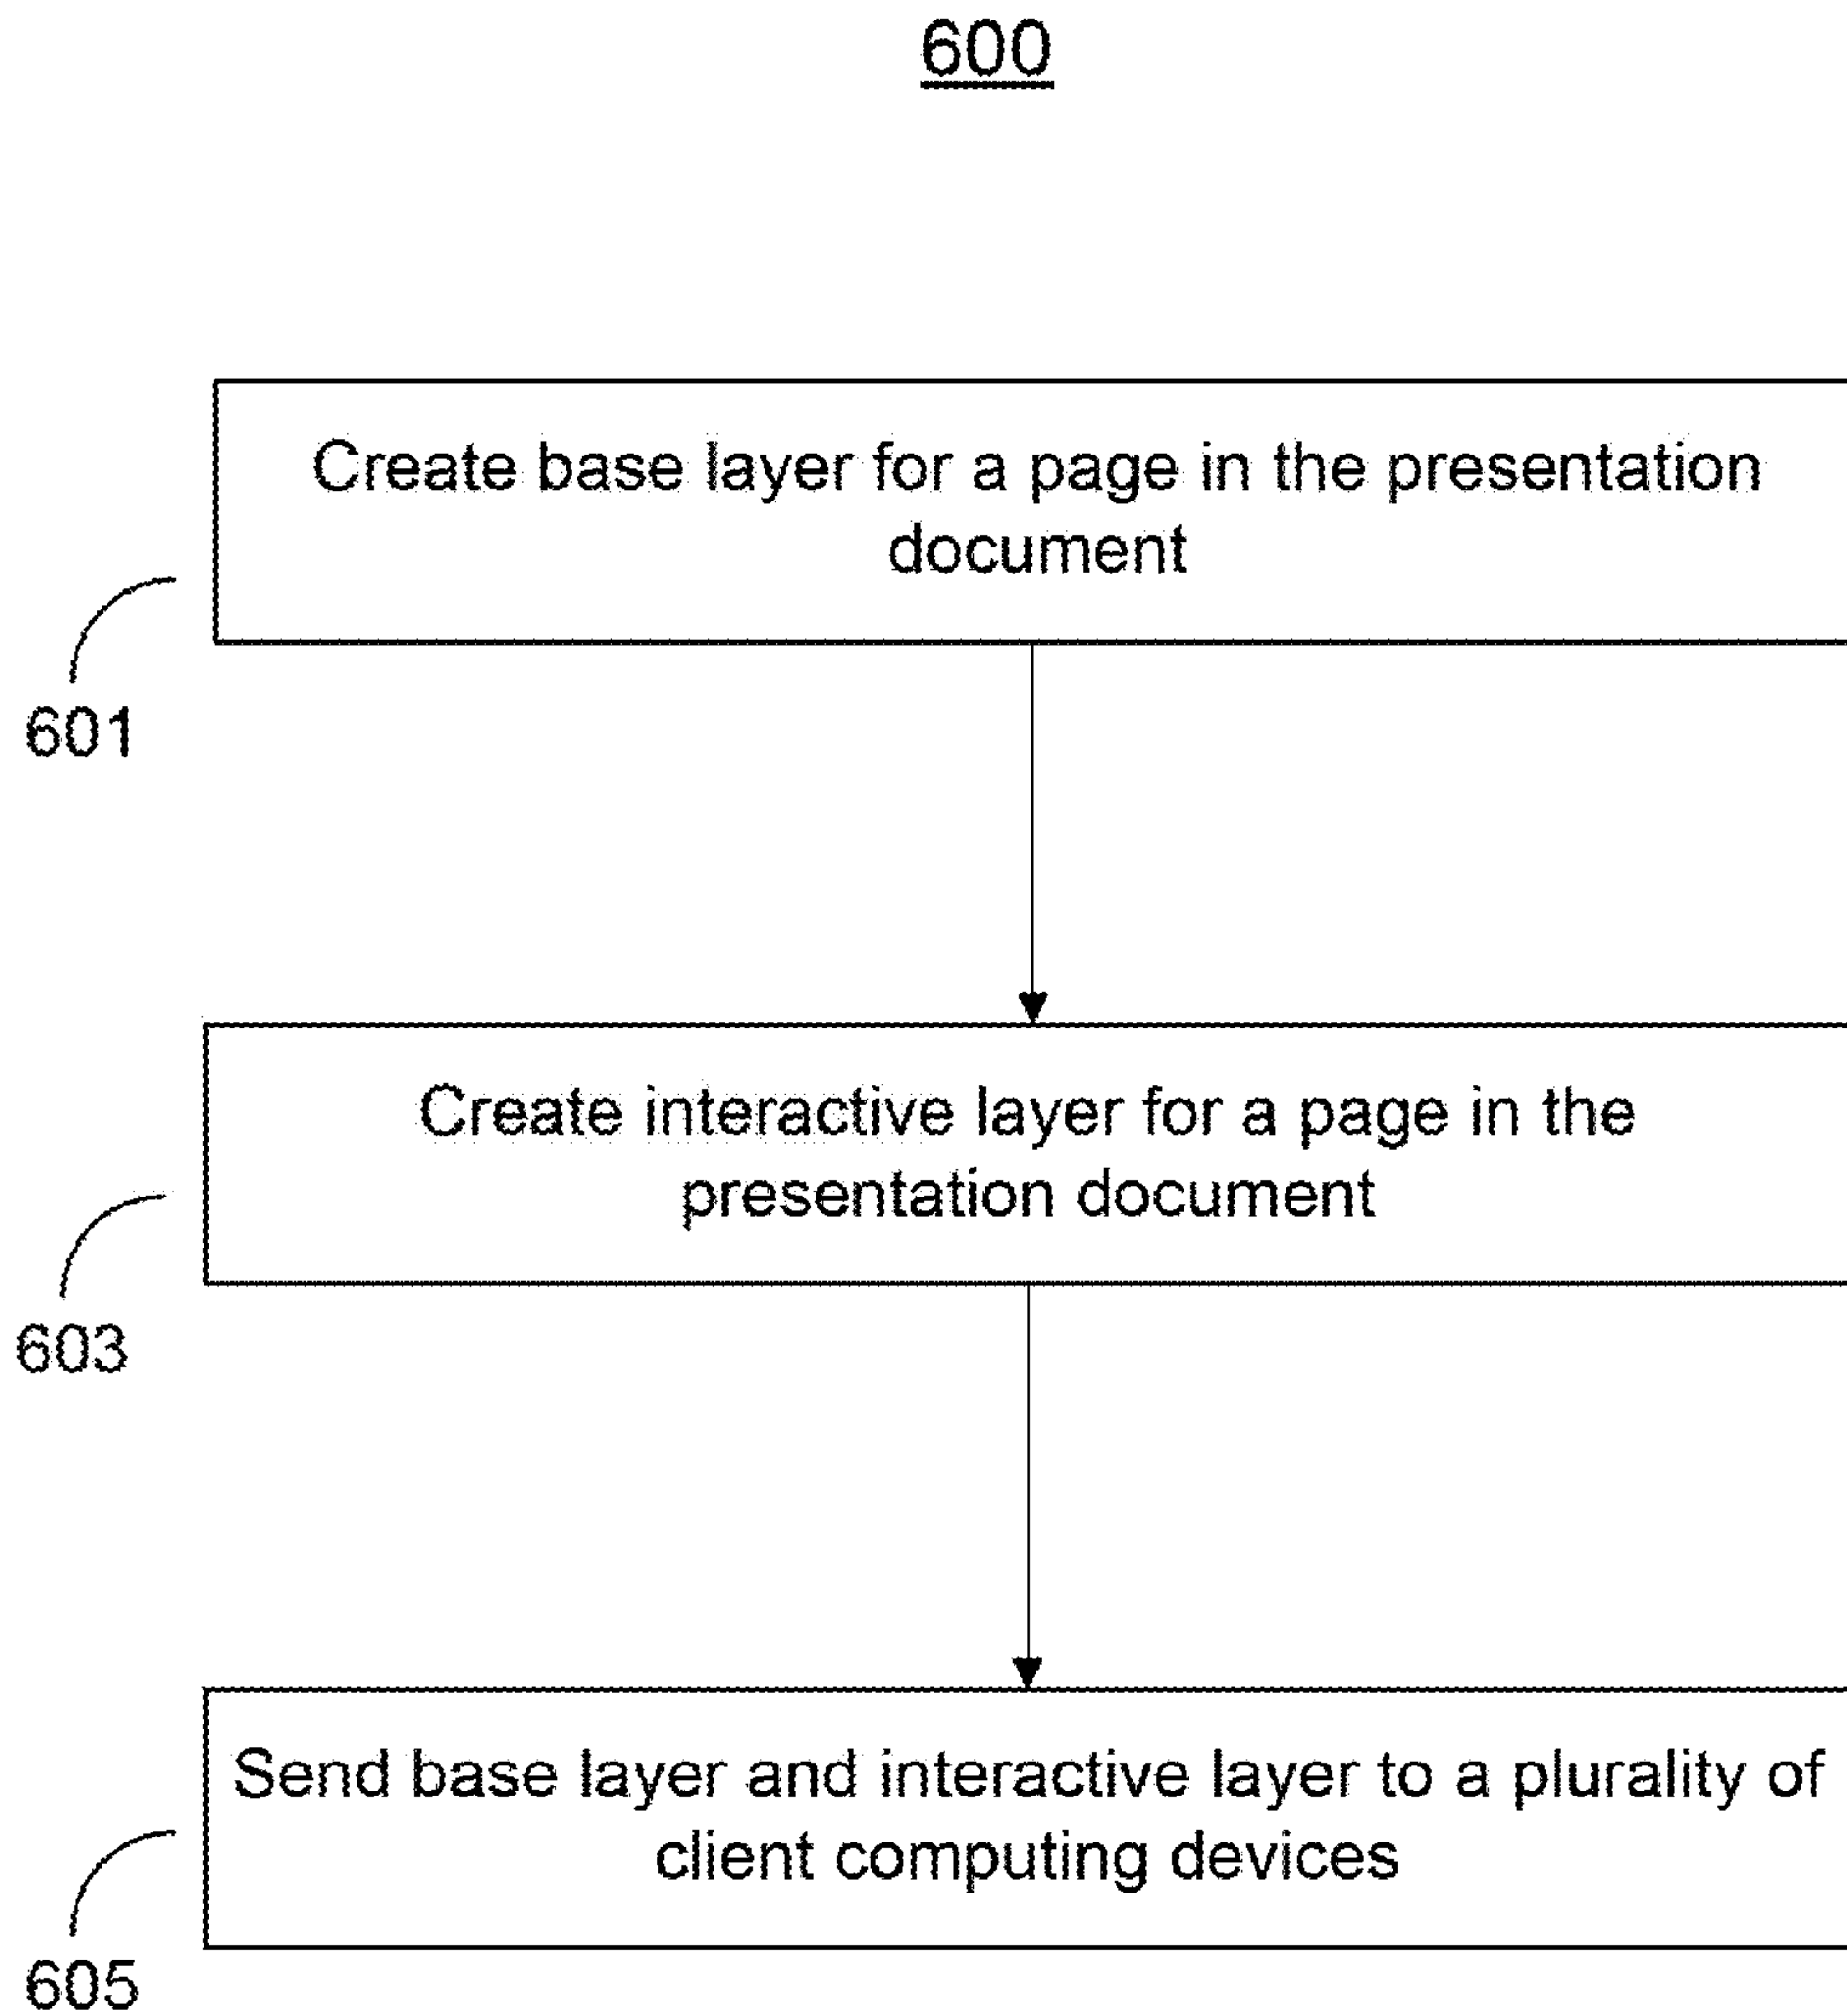 600
Create base layer for a page in the presentation
document
601
Create interactive layer for a page in the
presentation document
603
Send base layer and interactive layer to a plurality of
client computing devices
605